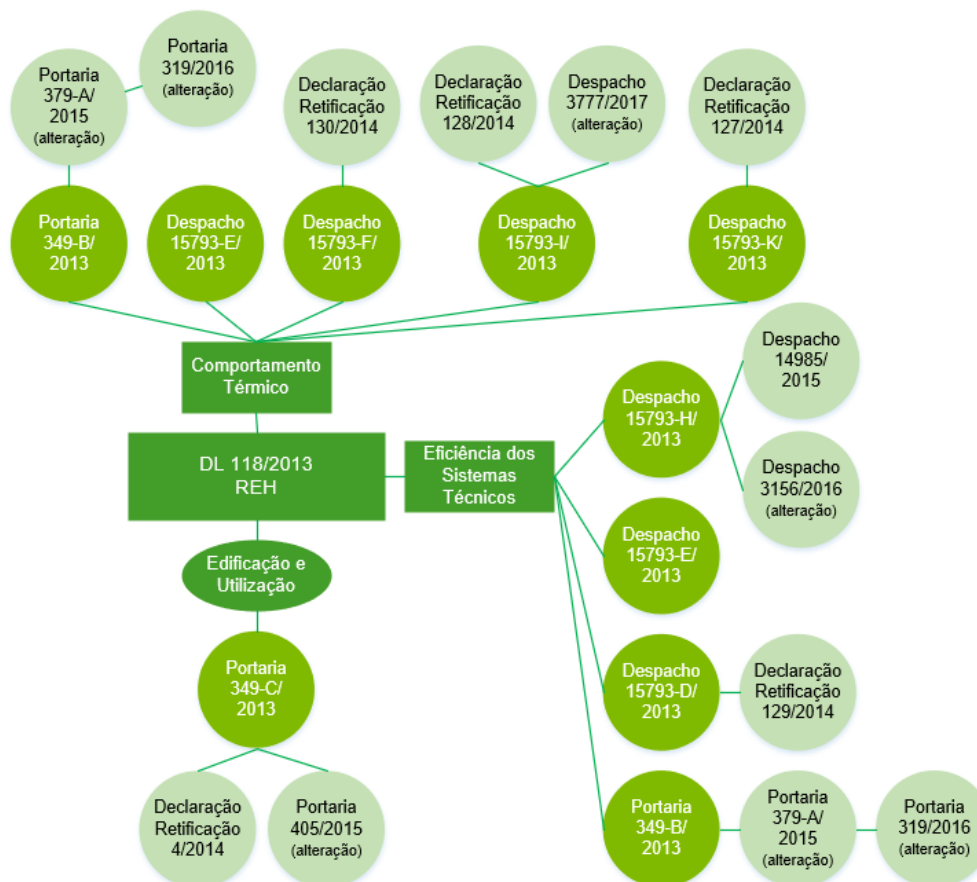 Portaria
319/2016
(alteração)
Portaria
379-A/
2015
(alteração)
Declaração
Retificação
130/2014
Declaração
Retificação
128/2014
Despacho
3777/2017
(alteração)
Declaração
Retificação
127/2014
Portaria
349-B/
2013
Despacho
15793-E/
2013
Despacho
15793-F/
2013
Despacho
15793-I/
2013
Despacho
15793-K/
2013
Comportamento
Térmico
Despacho
15793-H/
2013
Despacho
14985/
2015
Despacho
3156/2016
(alteração)
DL 118/2013
REH
Eficiência dos
Sistemas
Técnicos
Despacho
15793-E/
2013
Edificação e
Utilização
Portaria
349-C/
2013
Despacho
15793-D/
2013
Declaração
Retificação
129/2014
Declaração
Retificação
4/2014
Portaria
405/2015
(alteração)
Portaria
349-B/
2013
Portaria
379-A/
2015
(alteração)
Portaria
319/2016
(alteração)